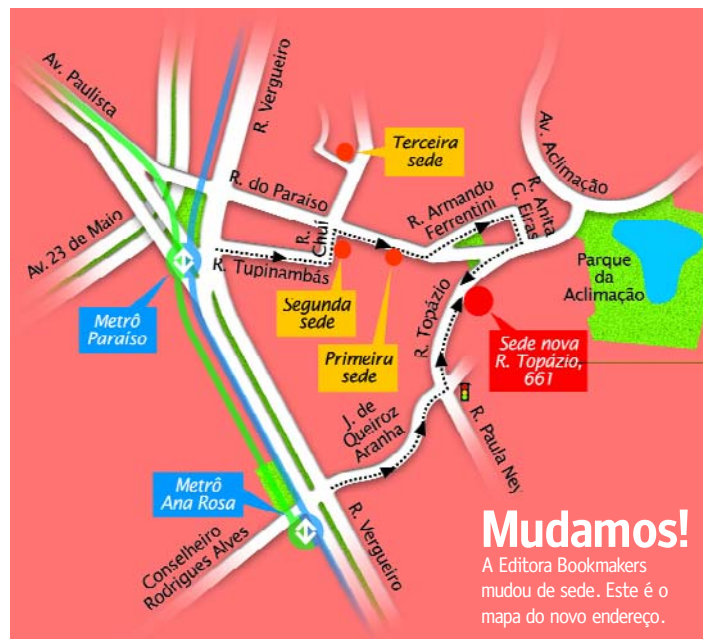 Av. Paulista
R. Vergueiro
Terceira
sede
Av. Aclimação
R. do Paraíso
R. Armando
Ferrentini
R. Anita
G. Eiras
Av. 23 de Maio
R.
Chuí
R. Tupinambás
Parque
da
Aclimação
Segunda
sede
Metrô
Paraíso
Primeira
sede
R. Topázio
Sede nova
R. Topázio,
661
J. de
Queiroz
Aranha
R. Paula Ney
Metrô
Ana Rosa
R. Vergueiro
Conselheiro
Rodrigues Alves
Mudamos!
A Editora Bookmakers
mudou de sede. Este é o
mapa do novo endereço.